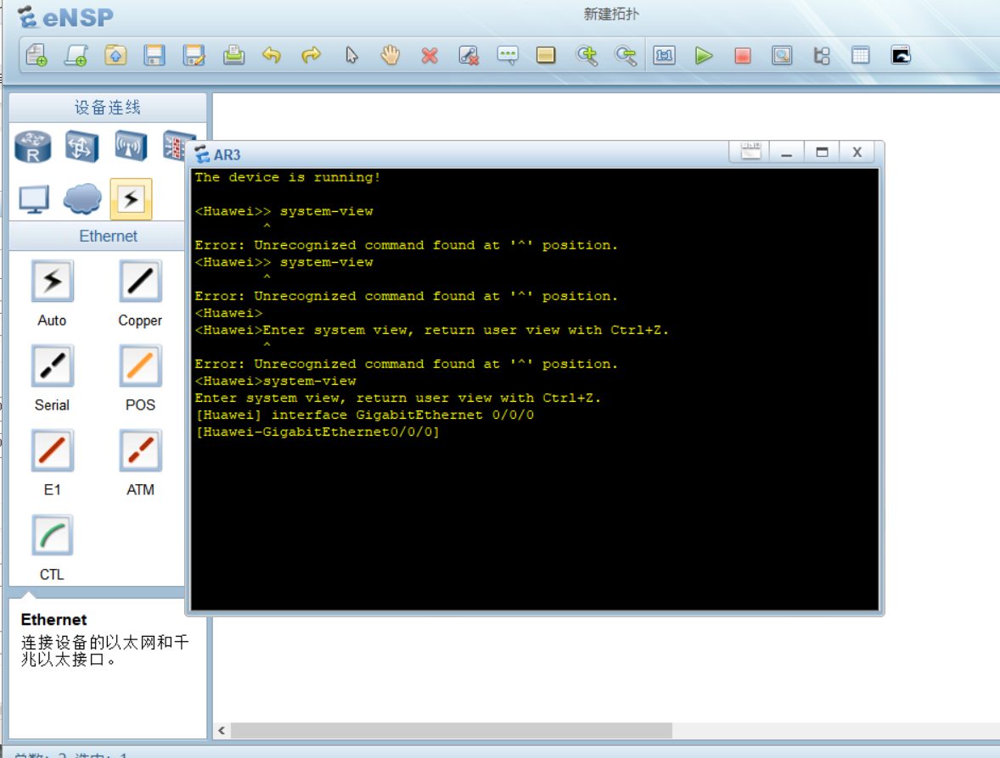 eNSP
新建拓扑
1:1
设备连线
R
AR3
X
The device is running!
<Huawei>> system-view
^
Error: Unrecognized command found at '^' position.
<Huawei>> system-view
^
Error: Unrecognized command found at '^' position.
<Huawei>
<Huawei>Enter system view, return user view with Ctrl+Z.
^
Error: Unrecognized command found at '^' position.
<Huawei>system-view
Enter system view, return user view with Ctrl+Z.
[Huawei] interface GigabitEthernet 0/0/0
[Huawei-GigabitEthernet0/0/0]
Ethernet
Auto
Copper
Serial
POS
E1
ATM
CTL
Ethernet
连接设备的以太网和千
兆以太接口。